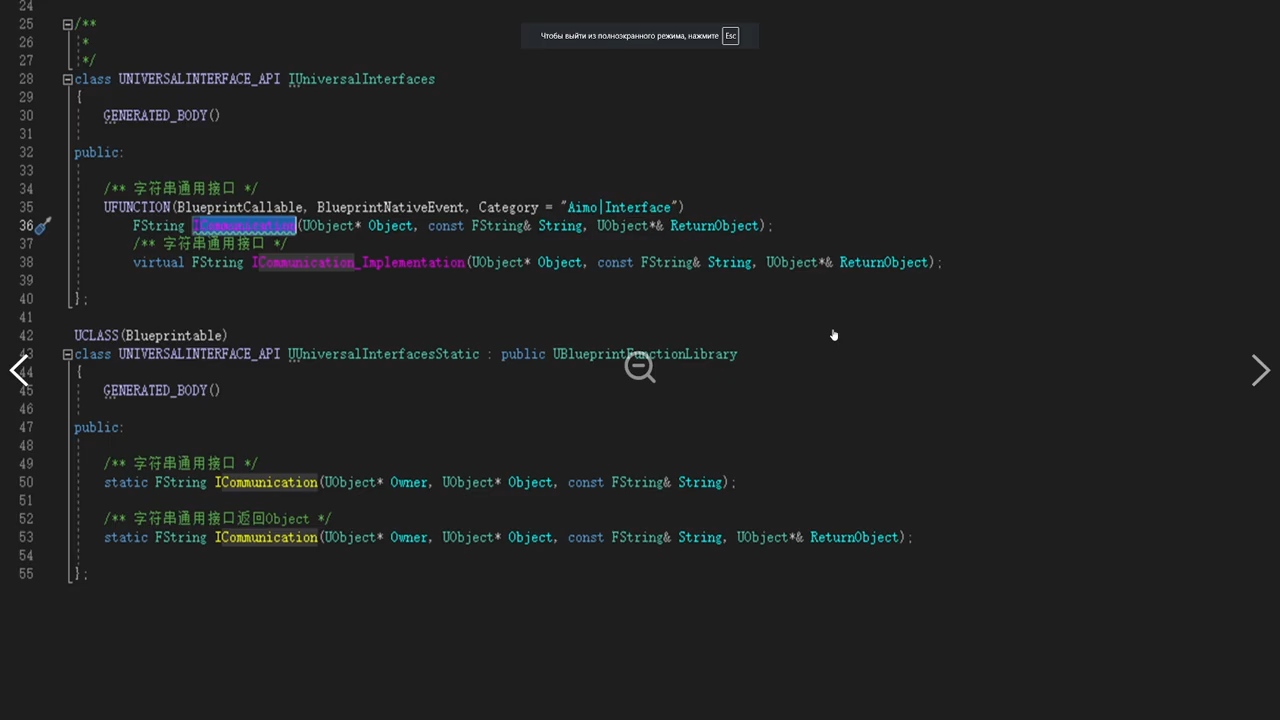 24
25 /**
Чтобы выйти из полноэкранного режима, нажмите Esc
26 *
27 */
28 class UNIVERSALINTERFACE_API IUniversalInterfaces
29 {
30 GENERATED_BODY()
31
32 public:
33
34 /** 字符串通用接口 */
35 UFUNCTION(BlueprintCallable, BlueprintNativeEvent, Category = "Aimo|Interface")
36 FString ICommunication(UObject* Object, const FString& String, UObject*& ReturnObject);
37 /** 字符串通用接口 */
38 virtual FString ICommunication_Implementation(UObject* Object, const FString& String, UObject*& ReturnObject);
39
40 };
41
42 UCLASS(Blueprintable)
43 class UNIVERSALINTERFACE_API UUniversalInterfacesStatic : public UBlueprintFunctionLibrary
44 {
45 GENERATED_BODY()
46
47 public:
48
49 /** 字符串通用接口 */
50 static FString ICommunication(UObject* Owner, UObject* Object, const FString& String);
51
52 /** 字符串通用接口返回Object */
53 static FString ICommunication(UObject* Owner, UObject* Object, const FString& String, UObject*& ReturnObject);
54
55 };